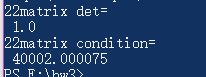 22matrix det=
1.0
22matrix condition=
40002.000075
PS E:\hw3>